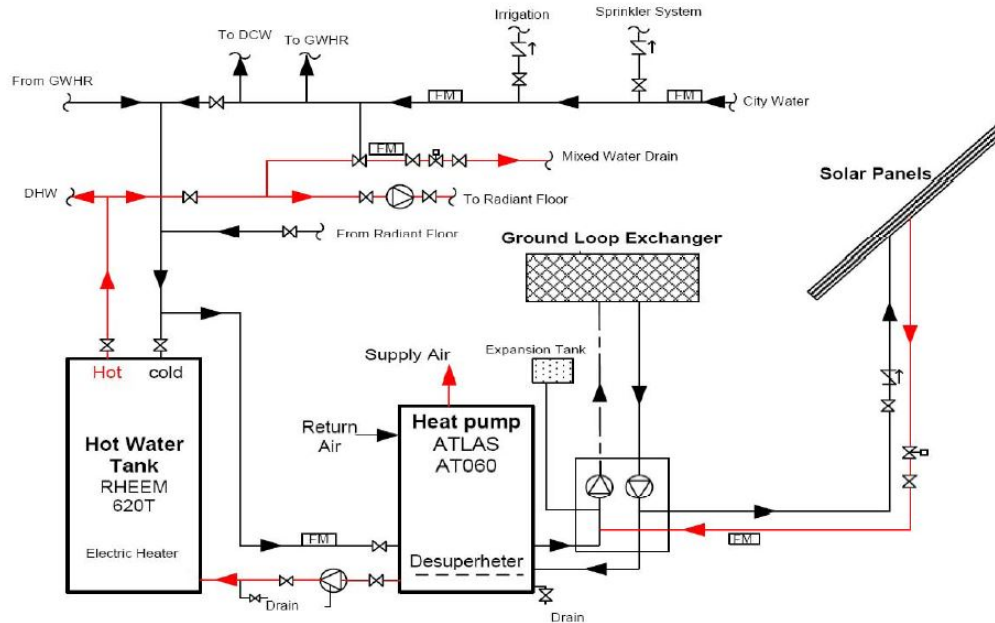 Irrigation
Sprinkler System
To DCW
To GWHR
From GWHR
FM
FM
City Water
FM
Mixed Water Drain
Solar Panels
DHW
To Radiant Floor
From Radiant Floor
Ground Loop Exchanger
Supply Air
Expansion Tank
Hot
cold
Return
Air
Heat pump
ATLAS
AT060
Hot Water
Tank
RHEEM
620T
FM
FM
Electric Heater
Desuperheter
Drain
Drain